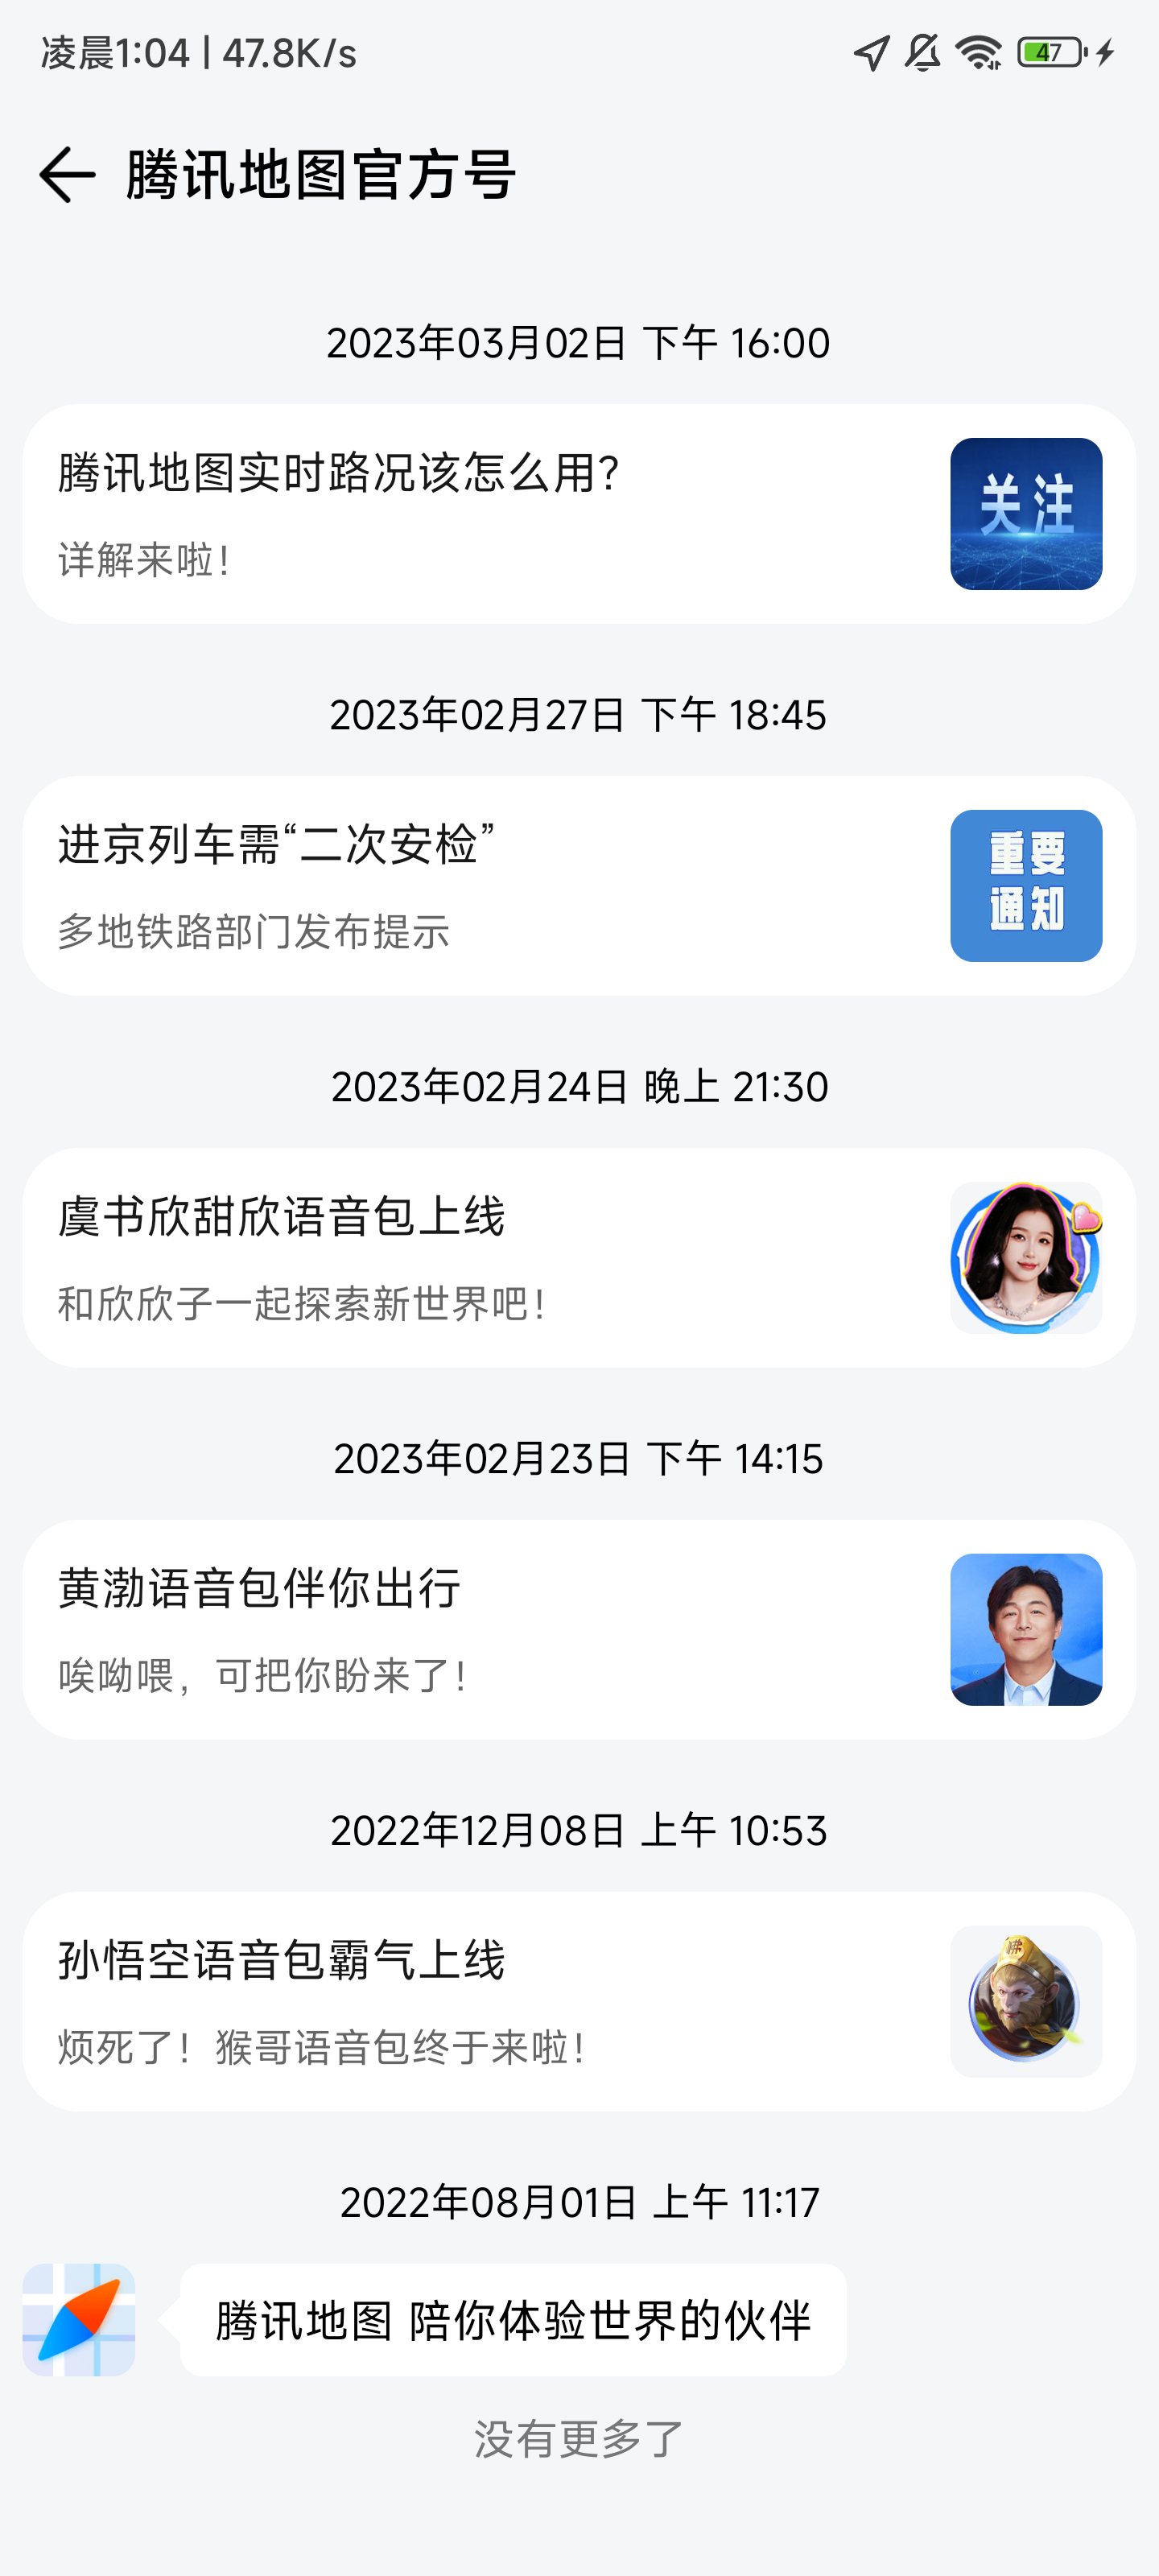 凌晨1:04 | 47.8K/s
47
腾讯地图官方号
2023年03月02日 下午 16:00
腾讯地图实时路况该怎么用?
详解来啦!
关注
2023年02月27日 下午 18:45
进京列车需“二次安检”
多地铁路部门发布提示
重要
通知
2023年02月24日 晚上 21:30
虞书欣甜欣语音包上线
和欣欣子一起探索新世界吧!
2023年02月23日 下午 14:15
黄渤语音包伴你出行
唉呦喂，可把你盼来了!
2022年12月08日 上午 10:53
孙悟空语音包霸气上线
烦死了! 猴哥语音包终于来啦!
佛
2022年08月01日 上午 11:17
腾讯地图 陪你体验世界的伙伴
没有更多了